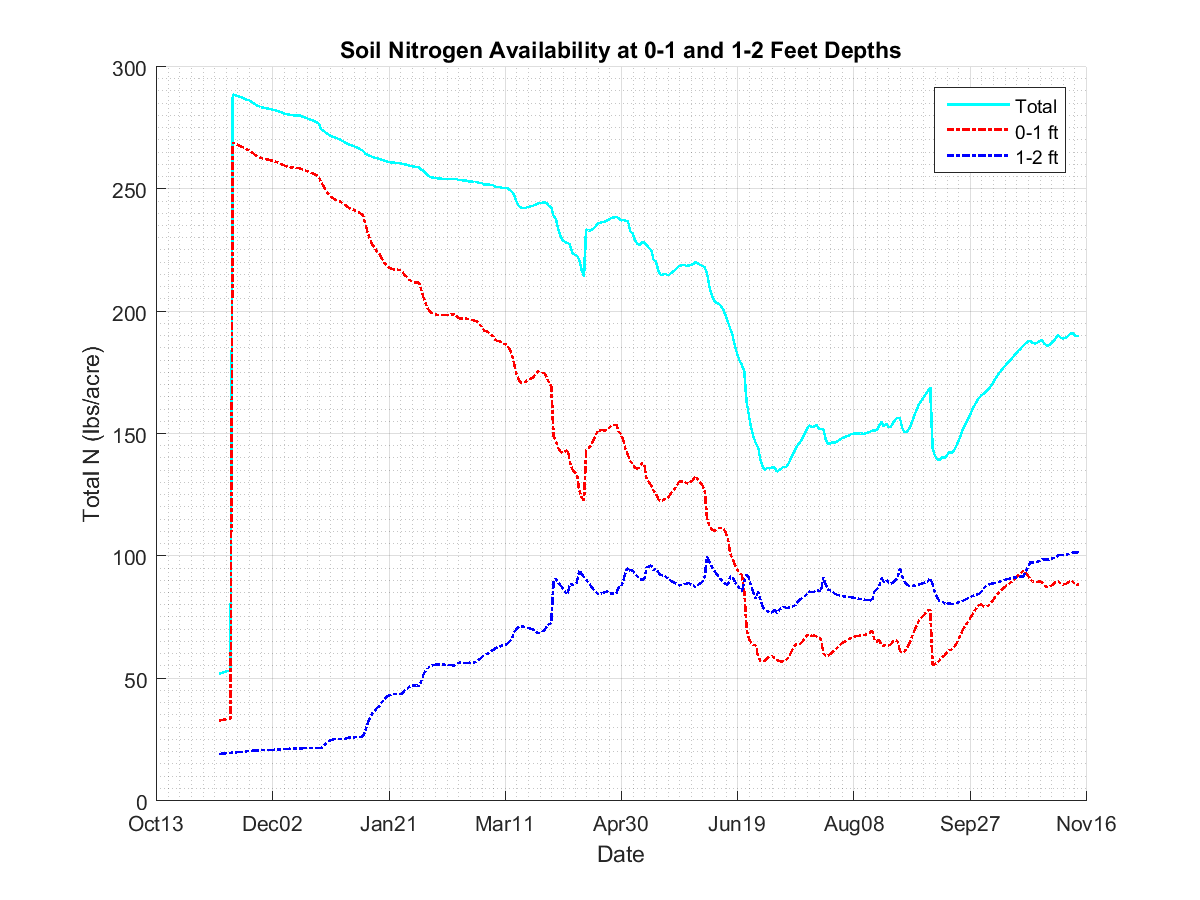 Soil Nitrogen Availability at 0-1 and 1-2 Feet Depths
Total
0-1 ft
1-2 ft
Total N (lbs/acre)
300
250
200
150
100
50
0
Oct13 Dec02 Jan21 Mar11 Apr30 Jun19 Aug08 Sep27 Nov16
Date